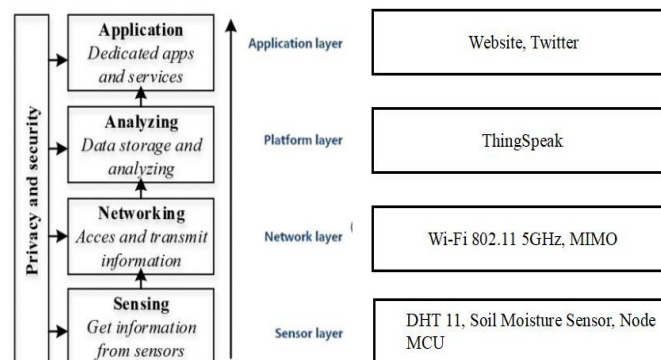 Privacy and security
Application
Dedicated apps
and services
Application layer
Website, Twitter
Analyzing
Data storage and
analyzing
Platform layer
ThingSpeak
Networking
Acces and transmit
information
Network layer
(
Wi-Fi 802.11 5GHz, MIMO
Sensing
Get information
from sensors
Sensor layer
DHT 11, Soil Moisture Sensor, Node
MCU